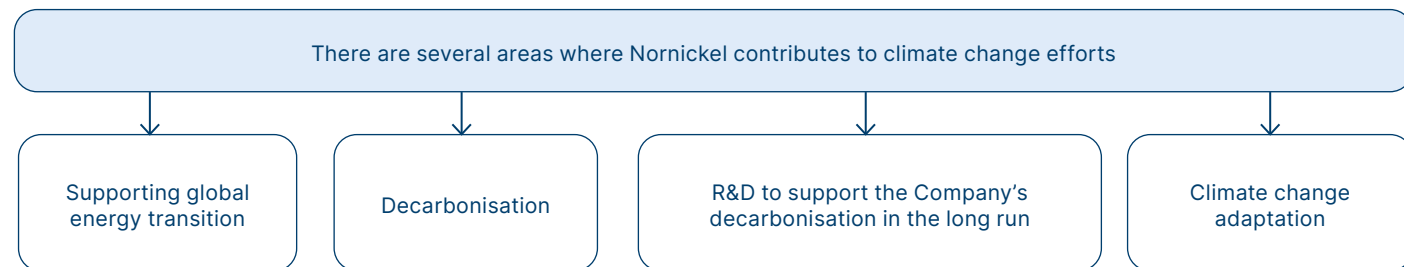 There are several areas where Nornickel contributes to climate change efforts
Supporting global
energy transition
Decarbonisation
R&D to support the Company’s
decarbonisation in the long run
Climate change
adaptation